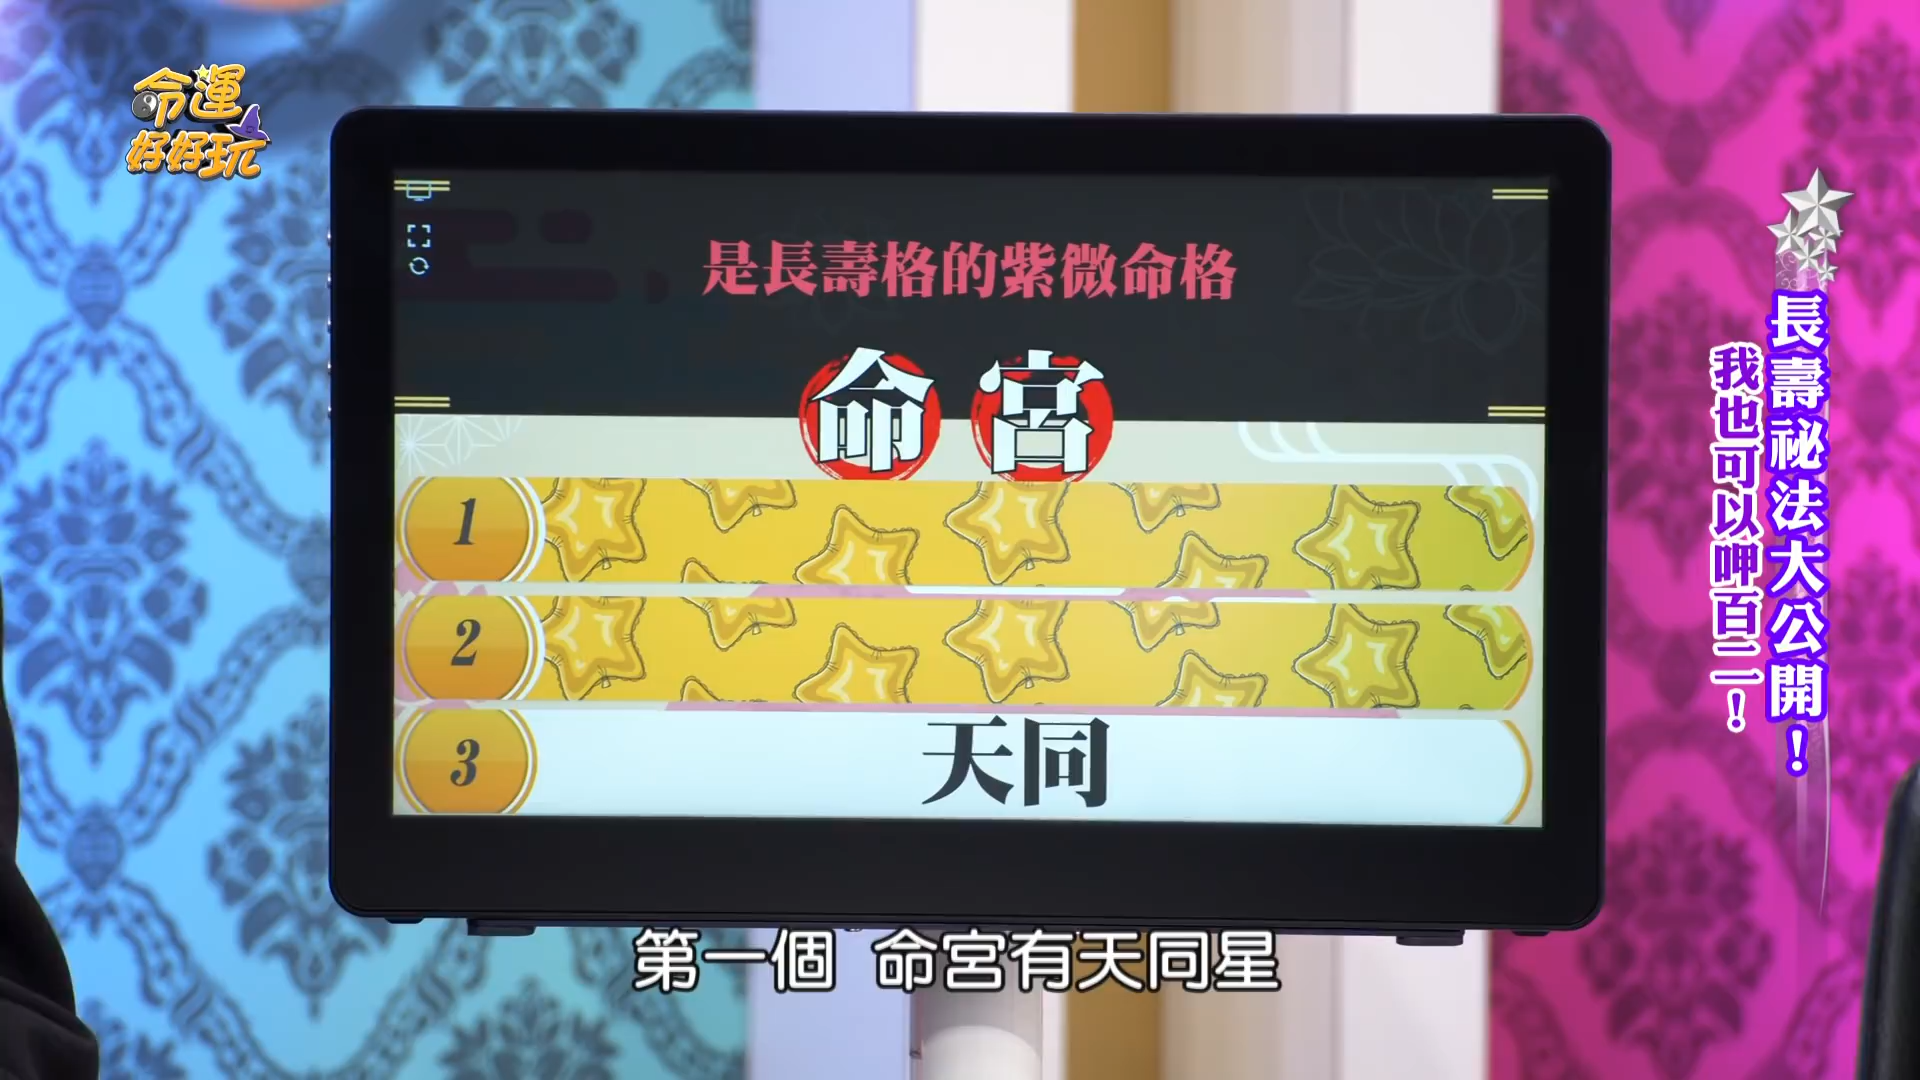 命運
好好玩
是長壽格的紫微命格
命宮
1
2
3 天同
長壽祕法大公開！
我也可以呷百二！
第一個 命宮有天同星